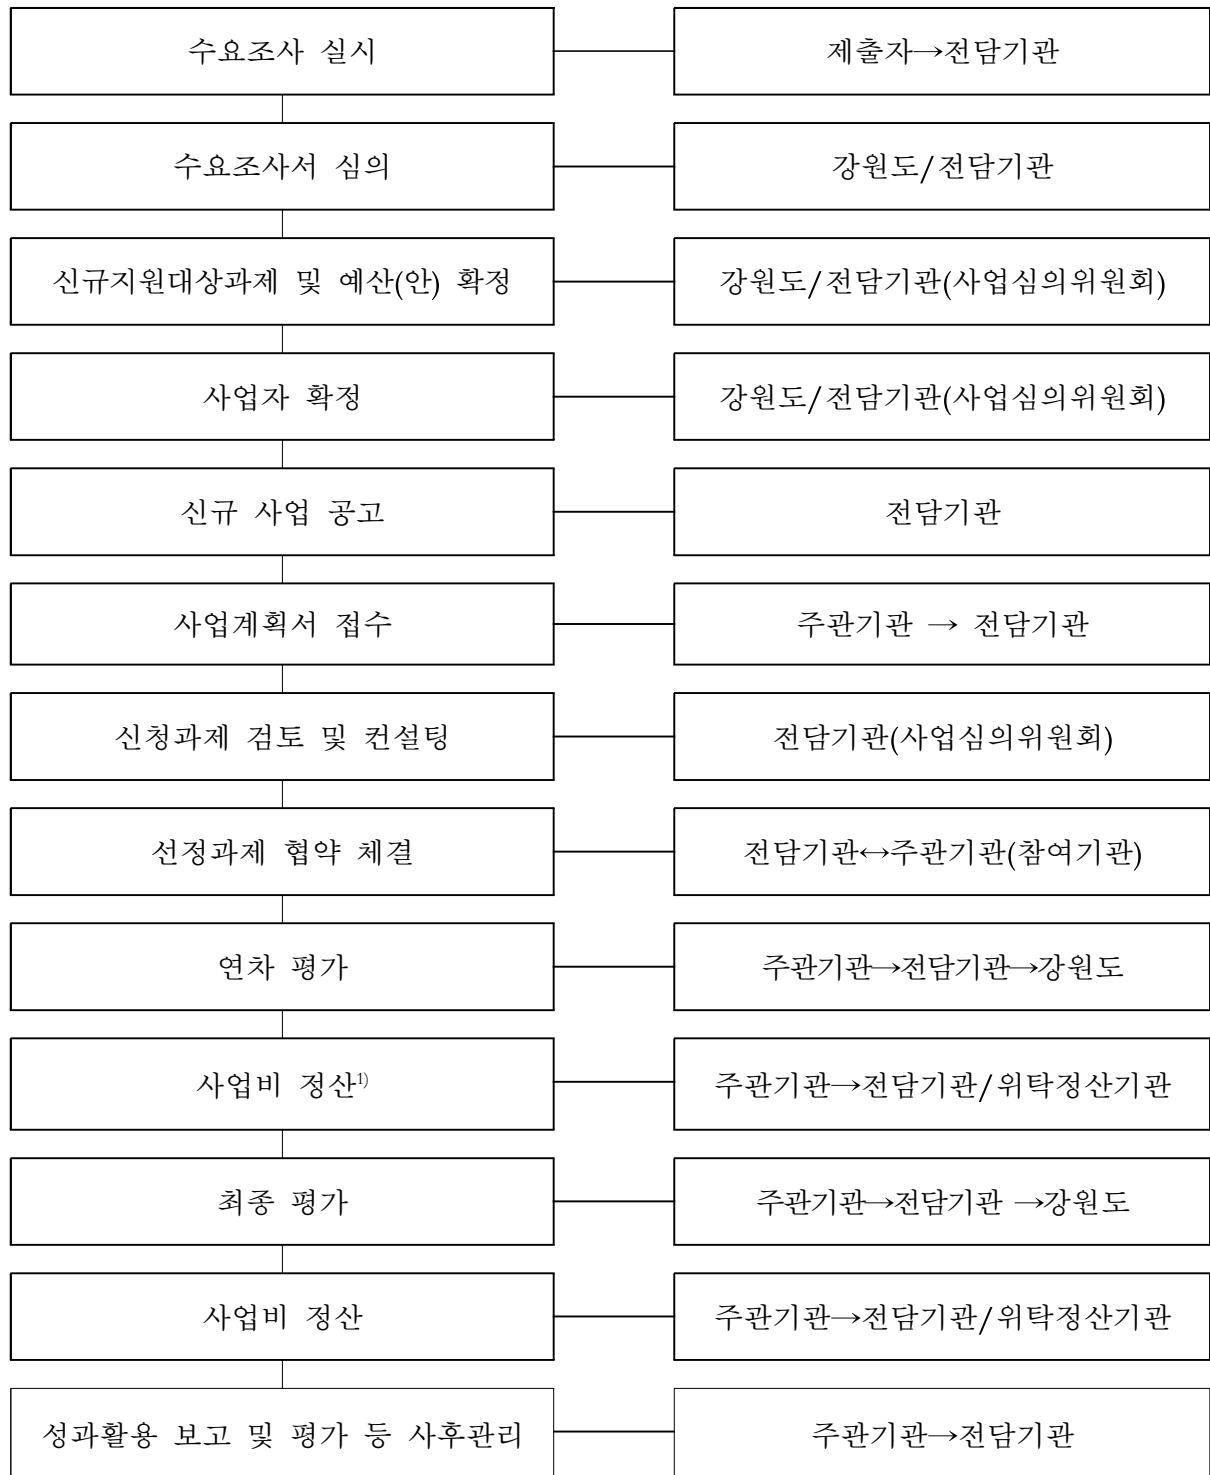 수요조사 실시
제출자→전담기관
수요조사서 심의
강원도/전담기관
신규지원대상과제 및 예산(안) 확정
강원도/전담기관(사업심의위원회)
사업자 확정
강원도/전담기관(사업심의위원회)
신규 사업 공고
전담기관
사업계획서 접수
주관기관 → 전담기관
신청과제 검토 및 컨설팅
전담기관(사업심의위원회)
선정과제 협약 체결
전담기관↔주관기관(참여기관)
연차 평가
주관기관→전담기관→강원도
사업비 정산¹⁾
주관기관→전담기관/위탁정산기관
최종 평가
주관기관→전담기관 →강원도
사업비 정산
주관기관→전담기관/위탁정산기관
성과활용 보고 및 평가 등 사후관리
주관기관→전담기관